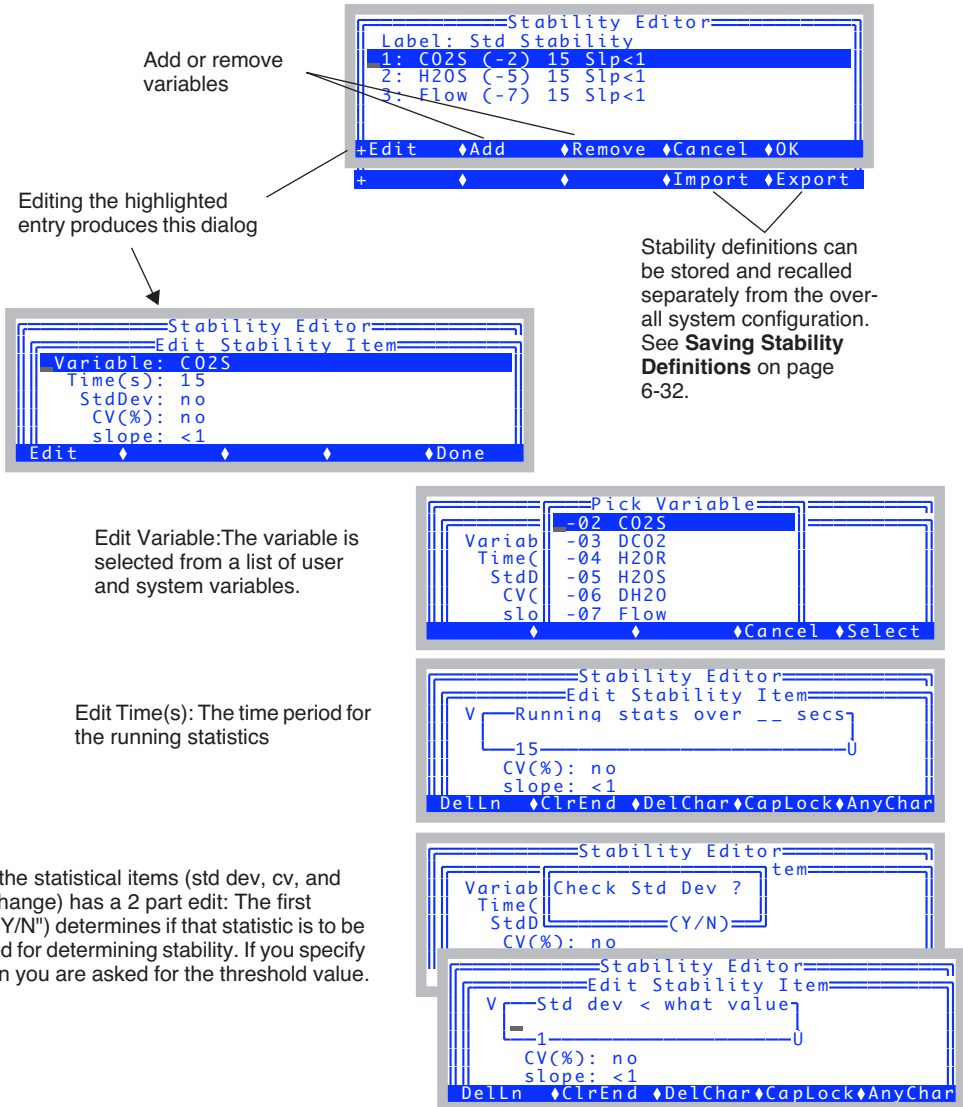 Stability Editor
Label: Std Stability
1: CO2S (-2) 15 Slp<1
2: H2OS (-5) 15 Slp<1
3: Flow (-7) 15 Slp<1
+Edit ♦Add ♦Remove ♦Cancel ♦OK
+ ♦ ♦ ♦Import ♦Export
Add or remove
variables
Editing the highlighted
entry produces this dialog
Stability definitions can
be stored and recalled
separately from the over-
all system configuration.
See Saving Stability
Definitions on page
6-32.
Stability Editor
Edit Stability Item
Variable: CO2S
Time(s): 15
StdDev: no
CV(%): no
slope: <1
Edit ♦ ♦ ♦ ♦Done
Edit Variable:The variable is
selected from a list of user
and system variables.
Pick Variable
-02 CO2S
-03 DCO2
-04 H2OR
-05 H2OS
-06 DH2O
-07 Flow
Variab
Time(
StdD
CV(
slo
♦ ♦ ♦Cancel ♦Select
Edit Time(s): The time period for
the running statistics
Stability Editor
Edit Stability Item
V Running stats over __ secs
15 U
CV(%): no
slope: <1
DelLn ♦ClrEnd ♦DelChar♦CapLock♦AnyChar
the statistical items (std dev, cv, and
hange) has a 2 part edit: The first
Y/N") determines if that statistic is to be
d for determining stability. If you specify
n you are asked for the threshold value.
Stability Editor
tem
Variab Check Std Dev ?
Time(
StdD (Y/N)
CV(%): no
Stability Editor
Edit Stability Item
V Std dev < what value
1 U
CV(%): no
slope: <1
DelLn ♦ClrEnd ♦DelChar♦CapLock♦AnyChar